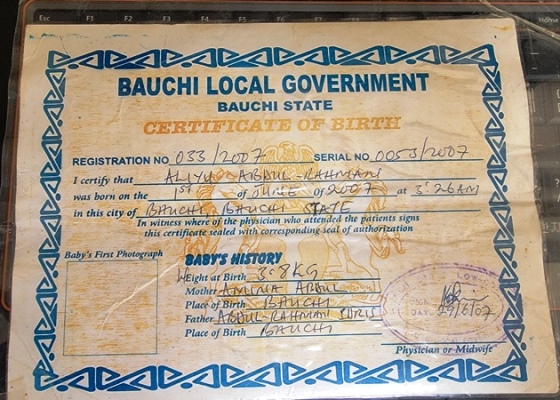 BAUCHI LOCAL GOVERNMENT
BAUCHI STATE
CERTIFICATE OF BIRTH
REGISTRATION NO 033/2007 SERIAL NO 0053/2007
I certify that ALIYU ABDUL-RAHMAN
was born on the 1st of JUNE of 2007 at 3:26AM
in this city of BAUCHI, BAUCHI STATE
In witness where of the physician who attended the patients signs
this certificate sealed with corresponding seal of authorization
Baby's First Photograph
BABY'S HISTORY
Weight at Birth 3.8KG
Mother AMINA ABDUL
Place of Birth BAUCHI
Father ABDUL-RAHMAN IDRIS
Place of Birth BAUCHI
29/6/07
Physician or Midwife